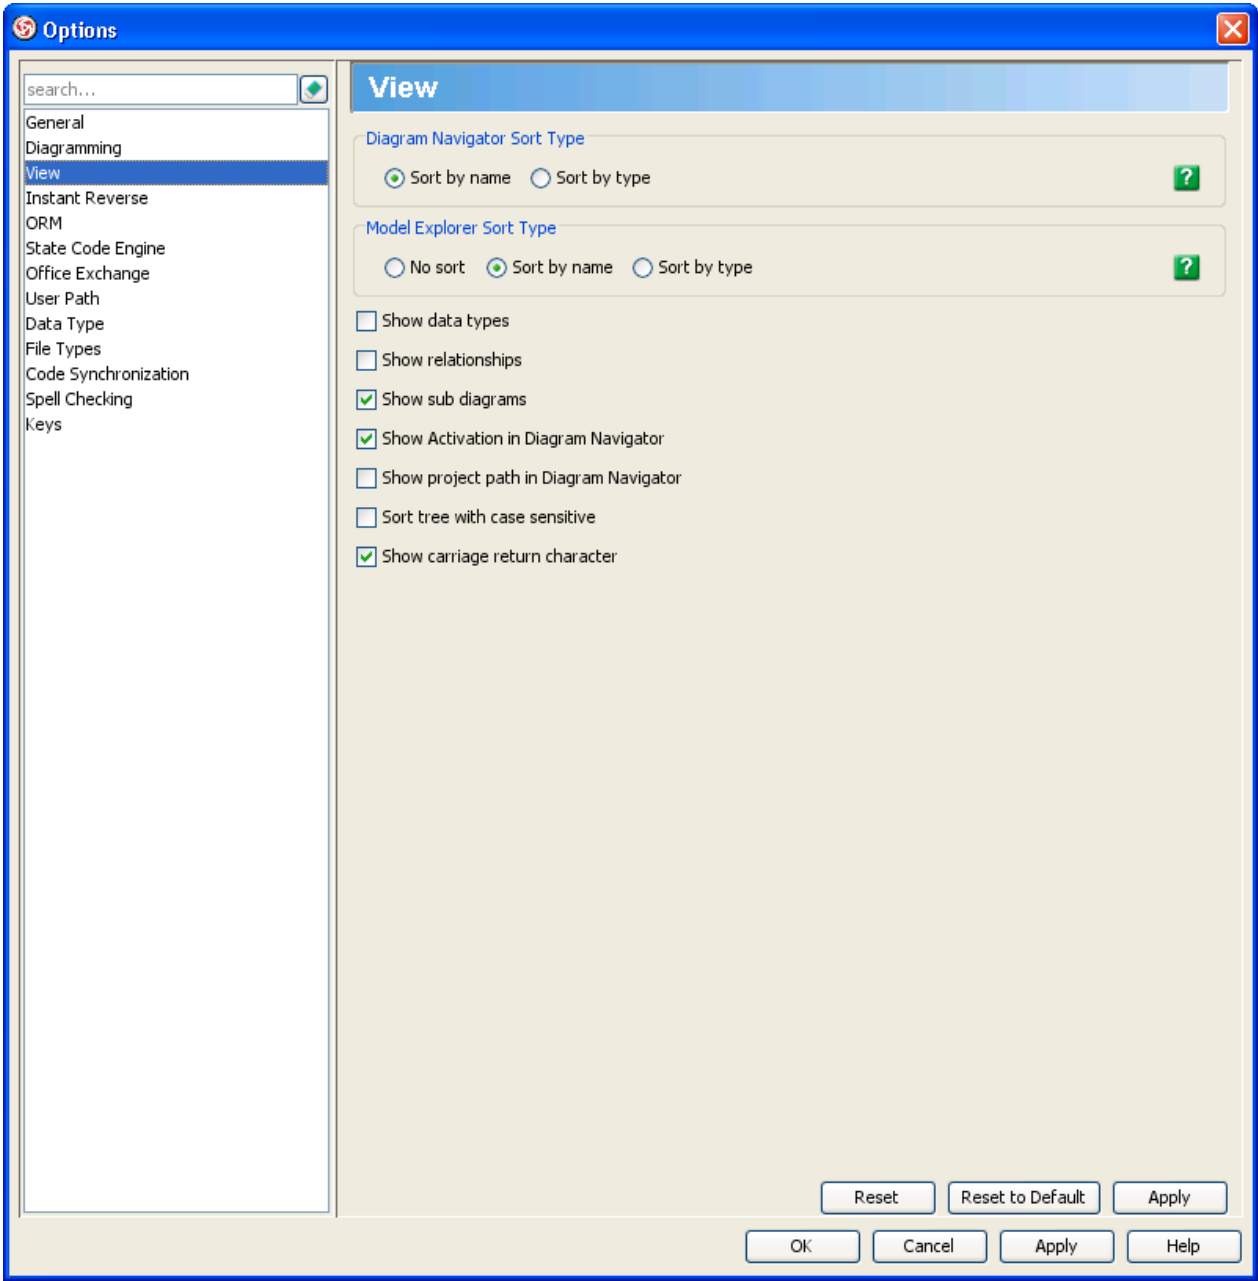 Options
search...
General
Diagramming
View
Instant Reverse
ORM
State Code Engine
Office Exchange
User Path
Data Type
File Types
Code Synchronization
Spell Checking
Keys
View
Diagram Navigator Sort Type
Sort by name Sort by type ?
Model Explorer Sort Type
No sort Sort by name Sort by type ?
Show data types
Show relationships
Show sub diagrams
Show Activation in Diagram Navigator
Show project path in Diagram Navigator
Sort tree with case sensitive
Show carriage return character
Reset Reset to Default Apply
OK Cancel Apply Help